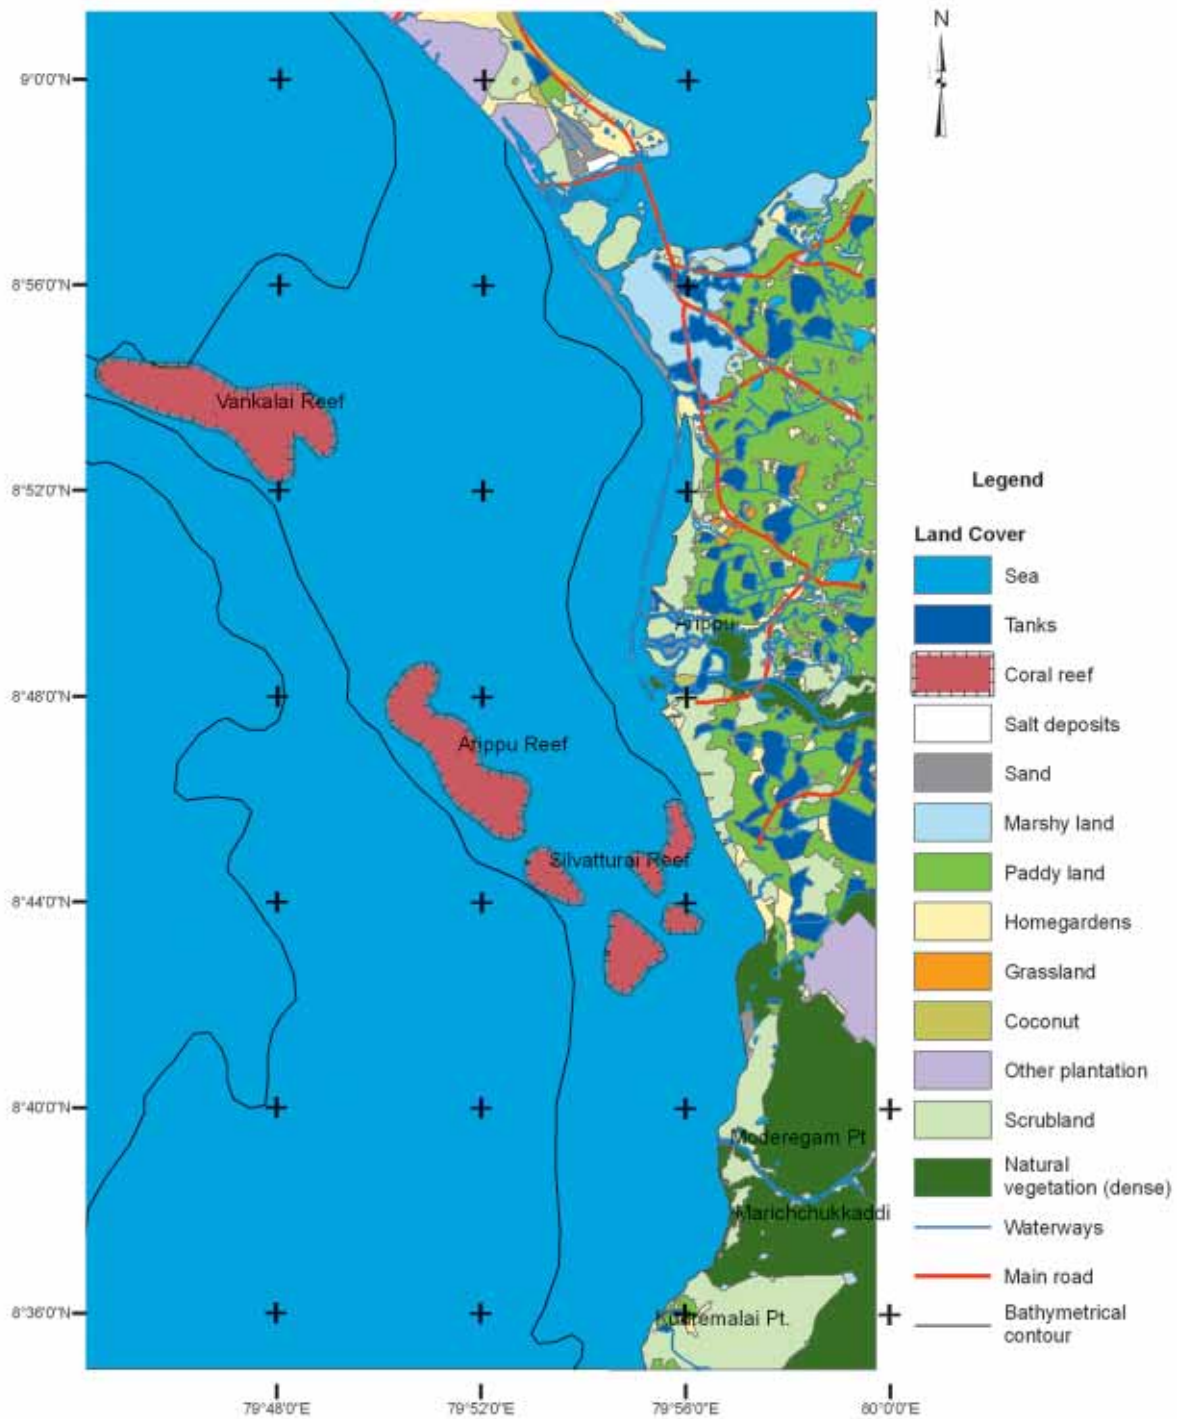 N
9°0'0"N
8°56'0"N
Vankalai Reef
8°52'0"N
Arippu
8°48'0"N
Arippu Reef
Silvatturai Reef
8°44'0"N
8°40'0"N
Moderegam Pt
Marichchukkaddi
8°36'0"N
Kudremalai Pt.
79°48'0"E
79°52'0"E
79°56'0"E
80°0'0"E
Legend
Land Cover
Sea
Tanks
Coral reef
Salt deposits
Sand
Marshy land
Paddy land
Homegardens
Grassland
Coconut
Other plantation
Scrubland
Natural
vegetation (dense)
Waterways
Main road
Bathymetrical
contour